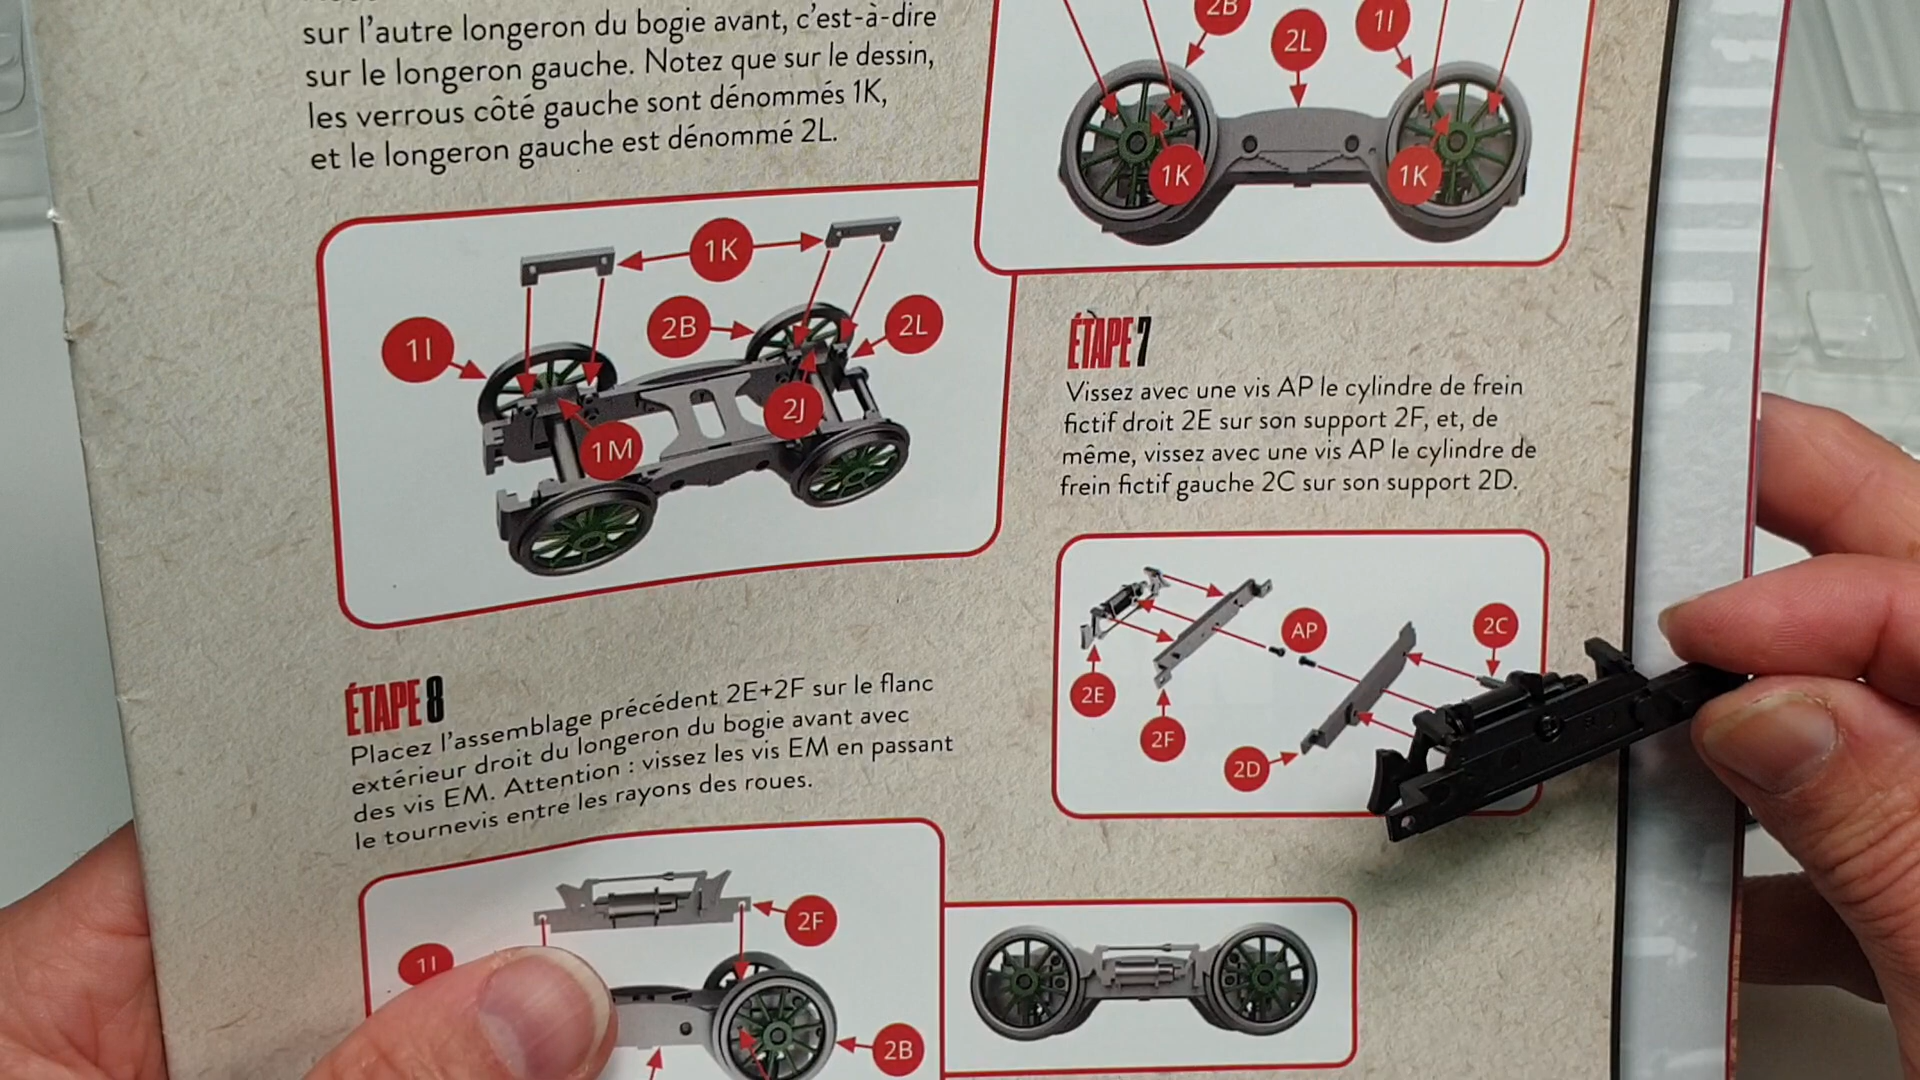 sur l'autre longeron du bogie avant, c'est-à-dire
sur le longeron gauche. Notez que sur le dessin,
les verrous côté gauche sont dénommés 1K,
et le longeron gauche est dénommé 2L.
1K
1I
2B
2L
2J
1M
2B
2L
1I
1K
1K
ÉTAPE 7
Vissez avec une vis AP le cylindre de frein
fictif droit 2E sur son support 2F, et, de
même, vissez avec une vis AP le cylindre de
frein fictif gauche 2C sur son support 2D.
AP
2C
2E
2F
2D
ÉTAPE 8
Placez l'assemblage précédent 2E+2F sur le flanc
extérieur droit du longeron du bogie avant avec
des vis EM. Attention : vissez les vis EM en passant
le tournevis entre les rayons des roues.
2F
1I
2B